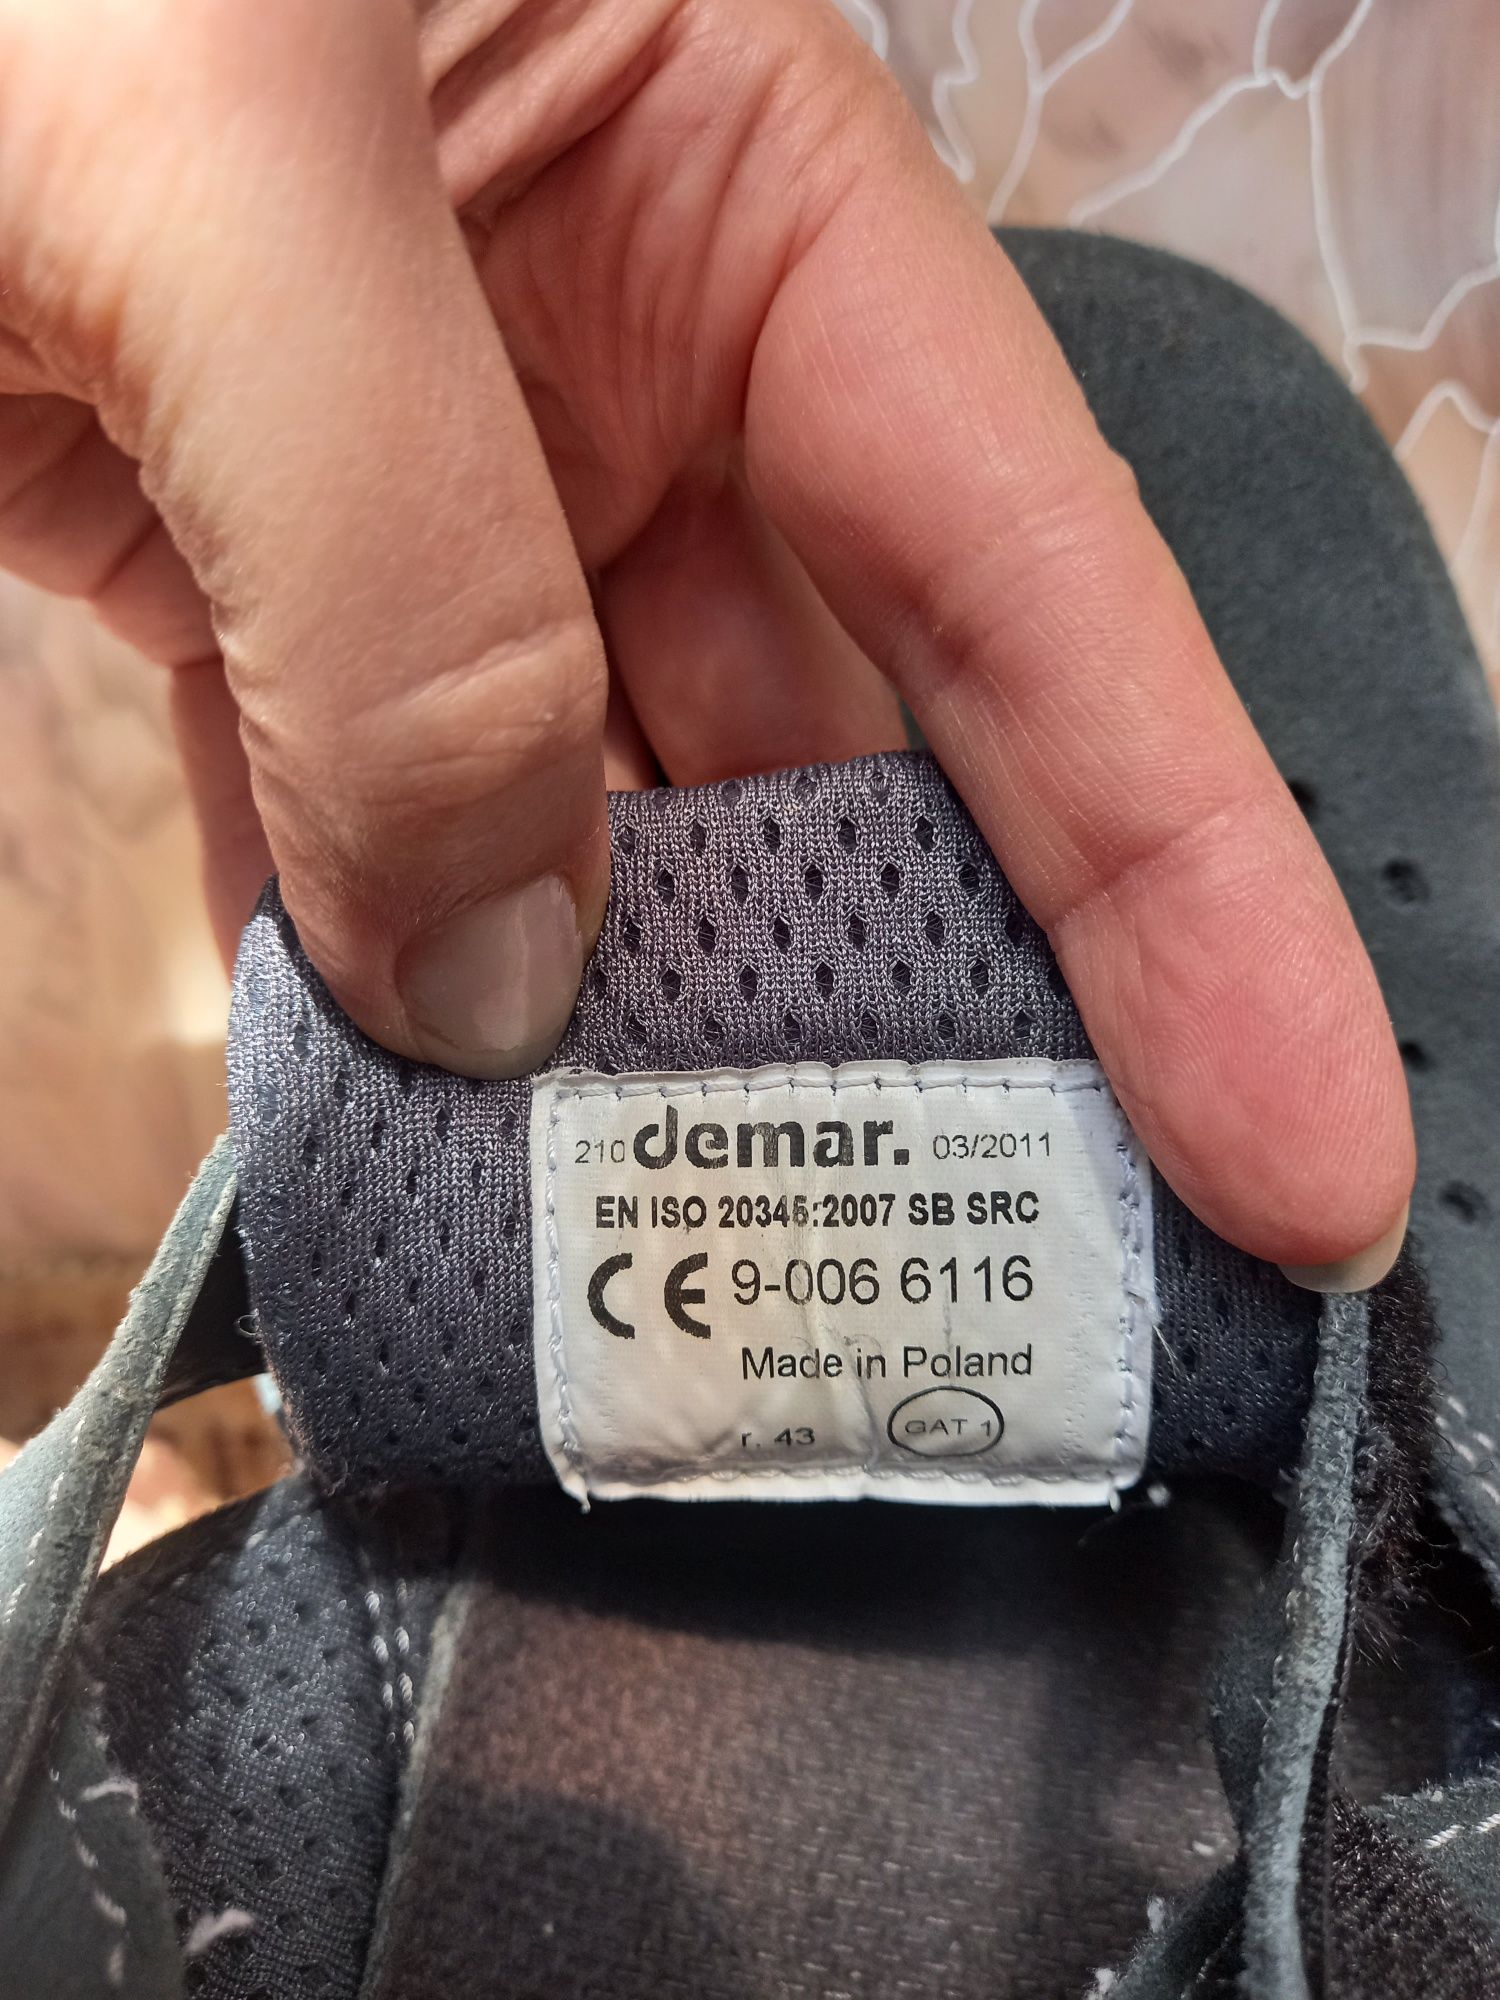 210 demar. 03/2011
EN ISO 20345:2007 SB SRC
CE 9-006 6116
Made in Poland
r. 43 GAT 1